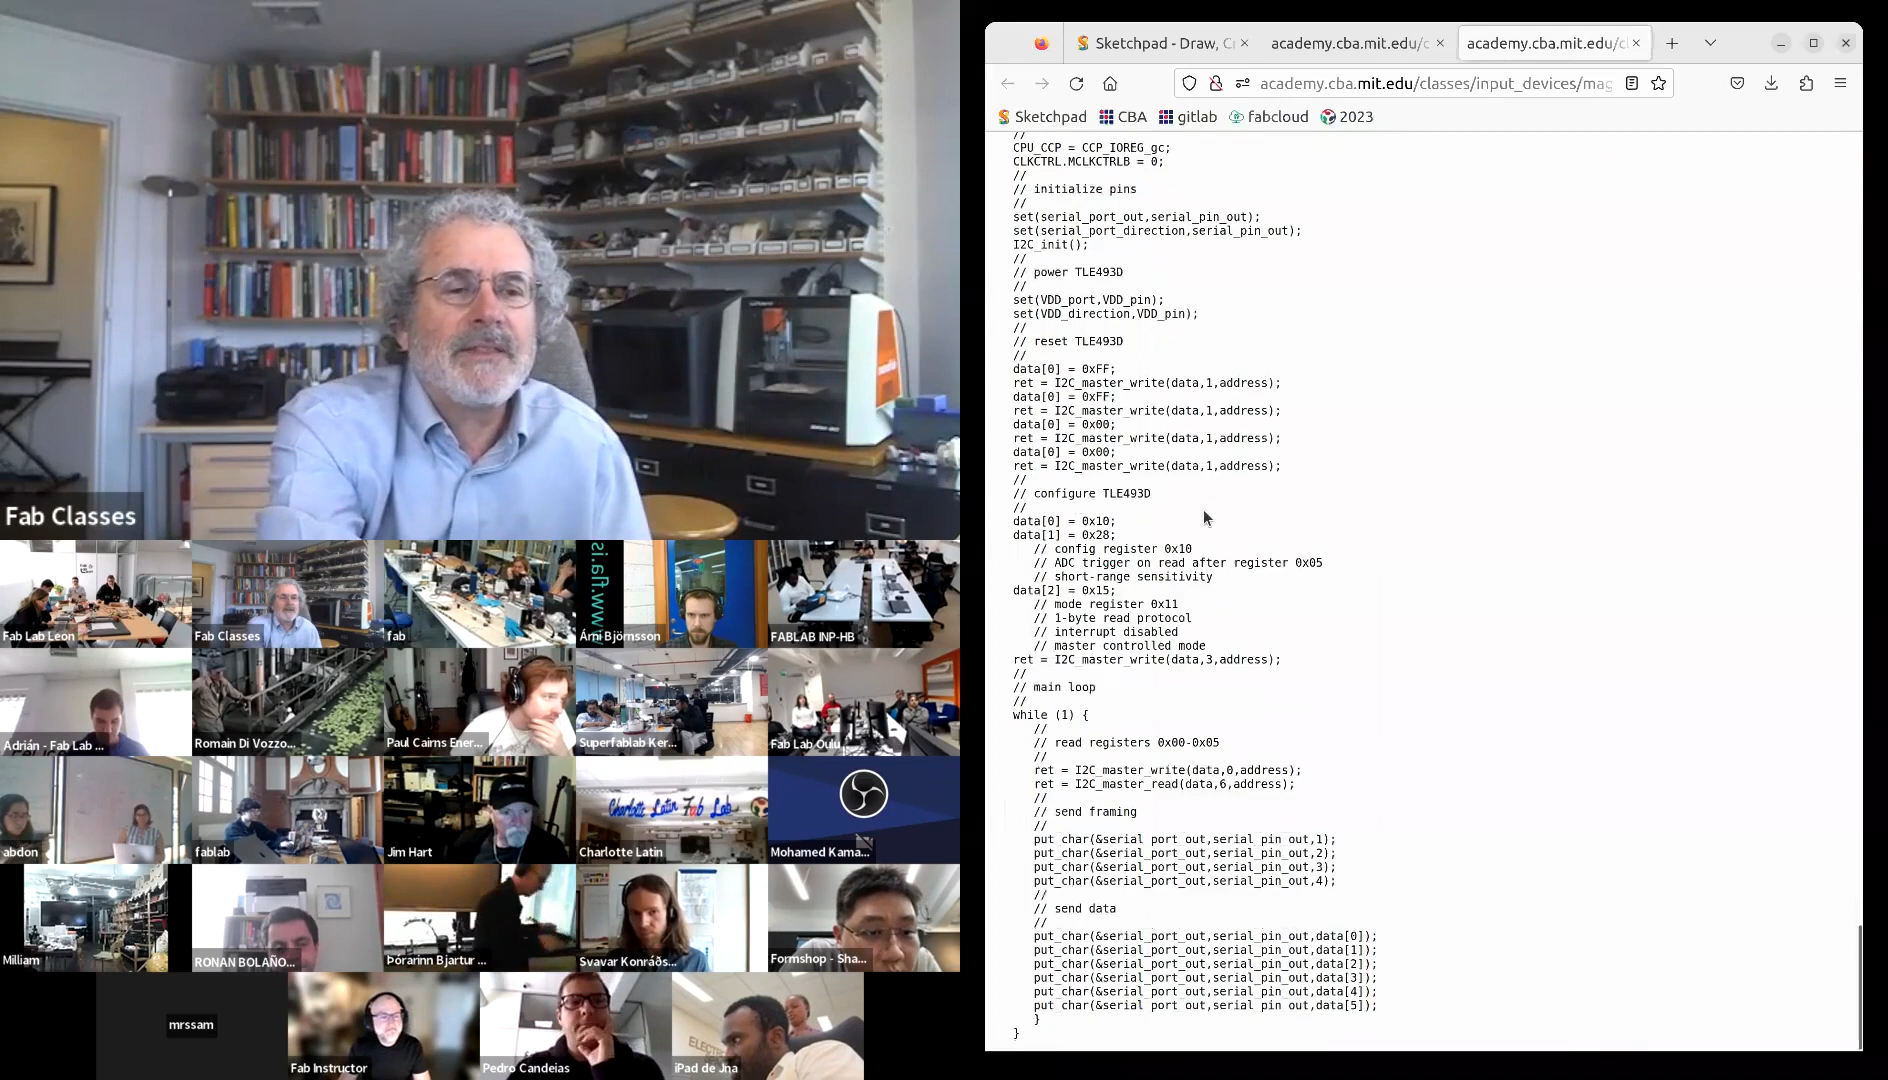 Fab Classes
Fab Lab Leon
Fab Classes
fab
www.fla.si
Árni Björnsson
FABLAB INP-HB
Adrián - Fab Lab ...
Romain Di Vozzo...
Paul Cairns Ener...
Superfablab Ker...
Fab Lab Oulu
abdon
fablab
Jim Hart
Charlotte Latin Fab Lab
Charlotte Latin
Mohamed Kama...
Milliam
RONAN BOLAÑO...
Þórarinn Bjartur ...
Svavar Konráðs...
Formshop - Sha...
mrssam
Fab Instructor
Pedro Candeias
iPad de Jna
Sketchpad - Draw, C
academy.cba.mit.edu/c
academy.cba.mit.edu/c
academy.cba.mit.edu/classes/input_devices/mag
Sketchpad
CBA
gitlab
fabcloud
2023
//
CPU_CCP = CCP_IOREG_gc;
CLKCTRL.MCLKCTRLB = 0;
//
// initialize pins
//
set(serial_port_out,serial_pin_out);
set(serial_port_direction,serial_pin_out);
I2C_init();
//
// power TLE493D
//
set(VDD_port,VDD_pin);
set(VDD_direction,VDD_pin);
//
// reset TLE493D
//
data[0] = 0xFF;
ret = I2C_master_write(data,1,address);
data[0] = 0xFF;
ret = I2C_master_write(data,1,address);
data[0] = 0x00;
ret = I2C_master_write(data,1,address);
data[0] = 0x00;
ret = I2C_master_write(data,1,address);
//
// configure TLE493D
//
data[0] = 0x10;
data[1] = 0x28;
// config register 0x10
// ADC trigger on read after register 0x05
// short-range sensitivity
data[2] = 0x15;
// mode register 0x11
// 1-byte read protocol
// interrupt disabled
// master controlled mode
ret = I2C_master_write(data,3,address);
//
// main loop
//
while (1) {
//
// read registers 0x00-0x05
//
ret = I2C_master_write(data,0,address);
ret = I2C_master_read(data,6,address);
//
// send framing
//
put_char(&serial_port_out,serial_pin_out,1);
put_char(&serial_port_out,serial_pin_out,2);
put_char(&serial_port_out,serial_pin_out,3);
put_char(&serial_port_out,serial_pin_out,4);
//
// send data
//
put_char(&serial_port_out,serial_pin_out,data[0]);
put_char(&serial_port_out,serial_pin_out,data[1]);
put_char(&serial_port_out,serial_pin_out,data[2]);
put_char(&serial_port_out,serial_pin_out,data[3]);
put_char(&serial_port_out,serial_pin_out,data[4]);
put_char(&serial_port_out,serial_pin_out,data[5]);
}
}